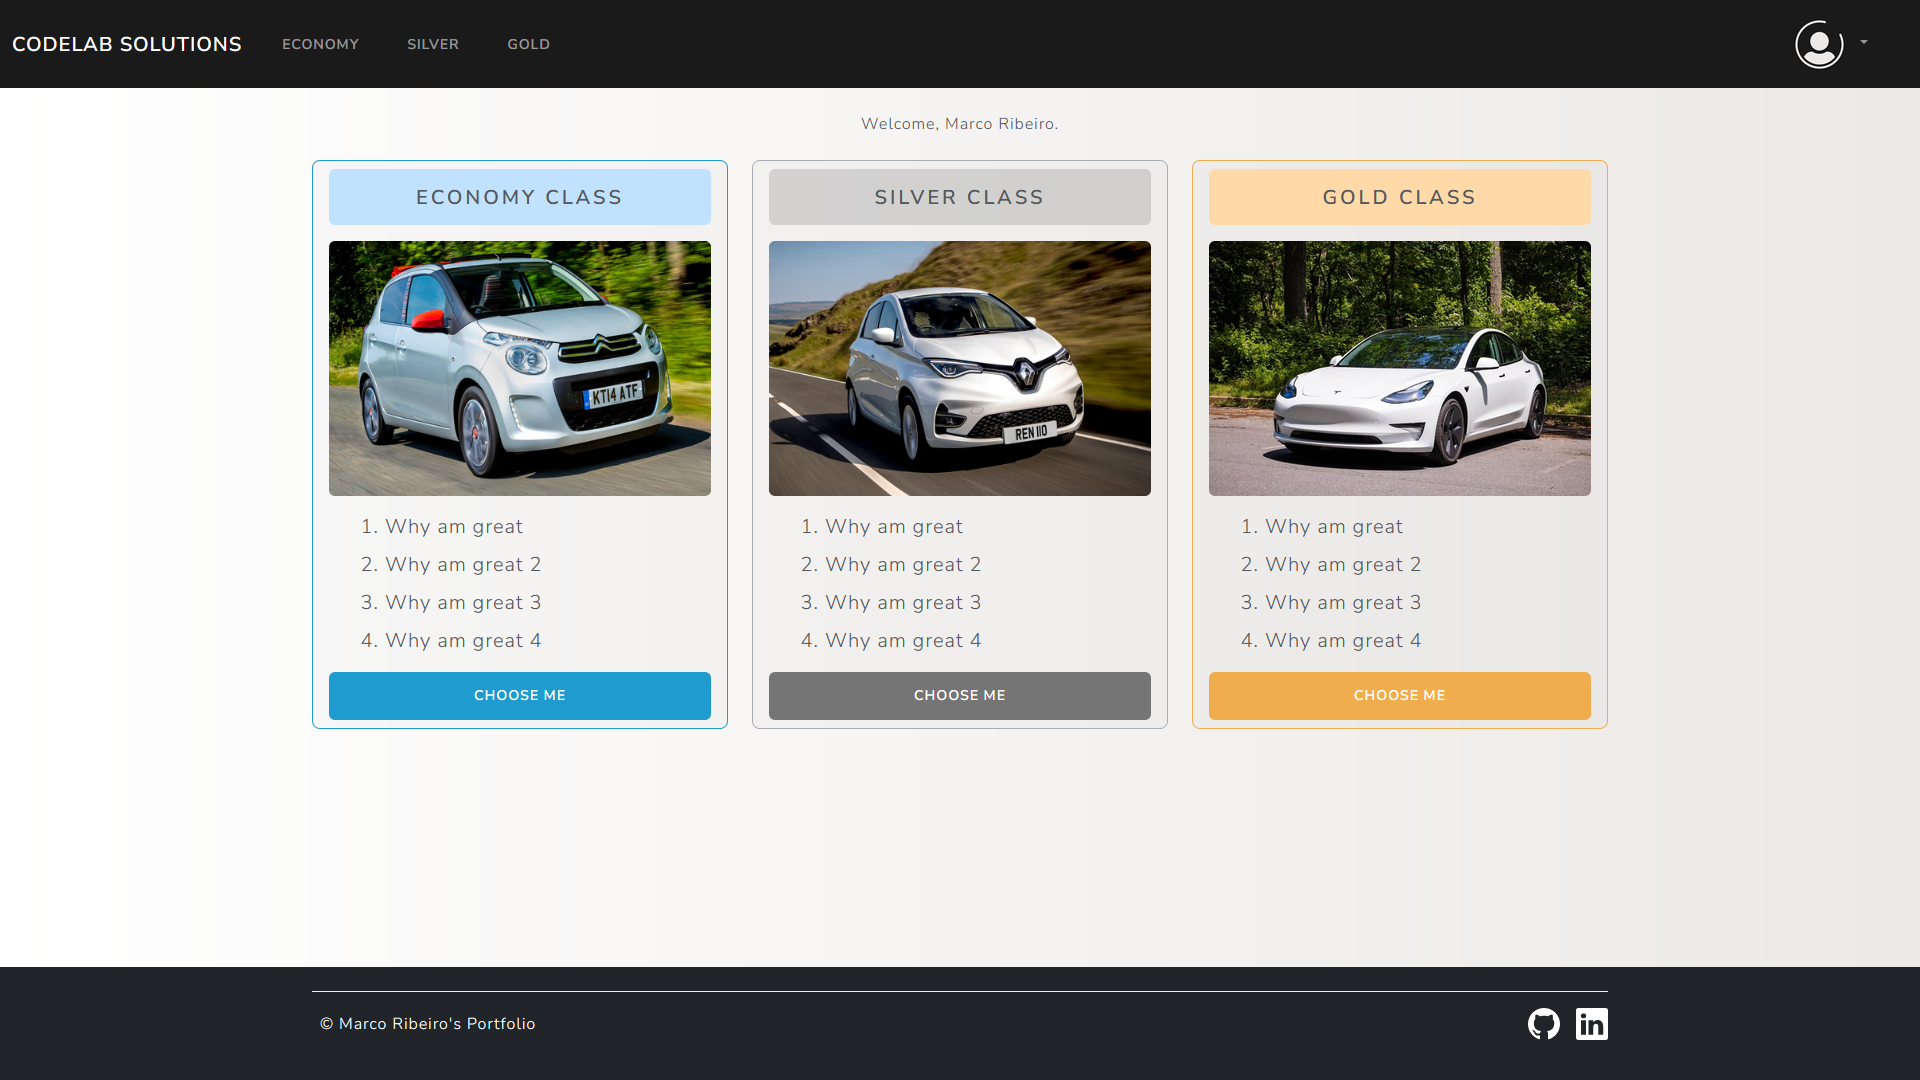 CODELAB SOLUTIONS ECONOMY SILVER GOLD
Welcome, Marco Ribeiro.
ECONOMY CLASS
KT14 ATF
1. Why am great
2. Why am great 2
3. Why am great 3
4. Why am great 4
CHOOSE ME
SILVER CLASS
REN 110
1. Why am great
2. Why am great 2
3. Why am great 3
4. Why am great 4
CHOOSE ME
GOLD CLASS
1. Why am great
2. Why am great 2
3. Why am great 3
4. Why am great 4
CHOOSE ME
© Marco Ribeiro's Portfolio
in